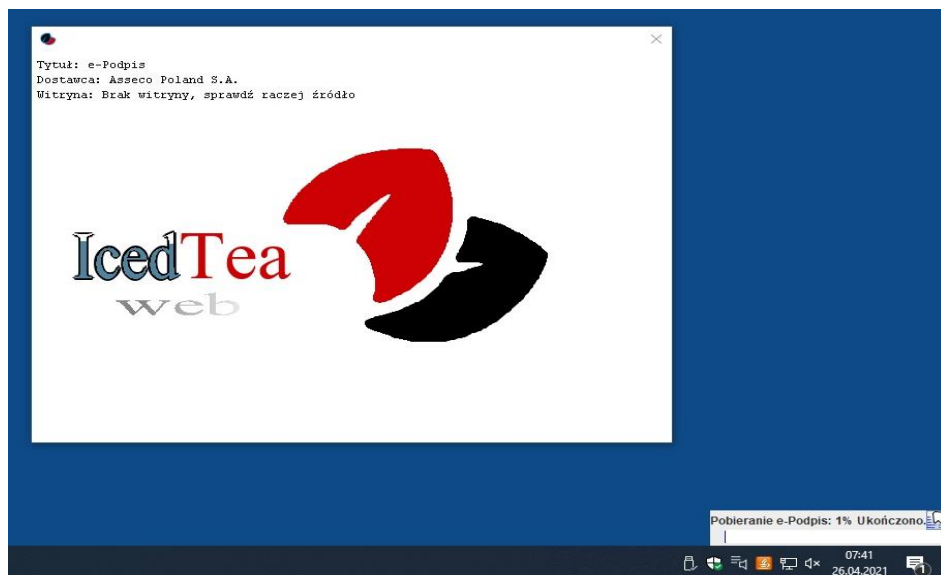 Tytuł: e-Podpis
Dostawca: Asseco Poland S.A.
Witryna: Brak witryny, sprawdź raczej źródło
IcedTea
web
Pobieranie e-Podpis: 1% Ukończono.
07:41
26.04.2021
1